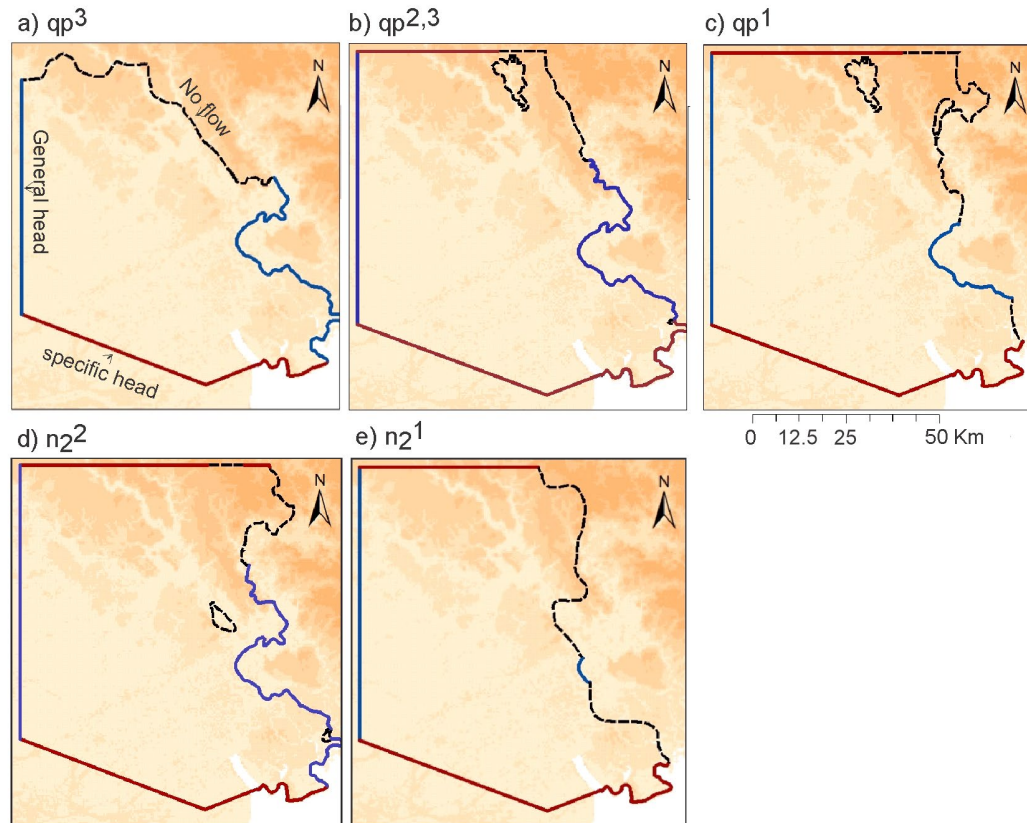 a) qp³
b) qp²,³
c) qp¹
N
N
N
No flow
General head
specific head
0 12.5 25 50 Km
d) n₂²
e) n₂¹
N
N